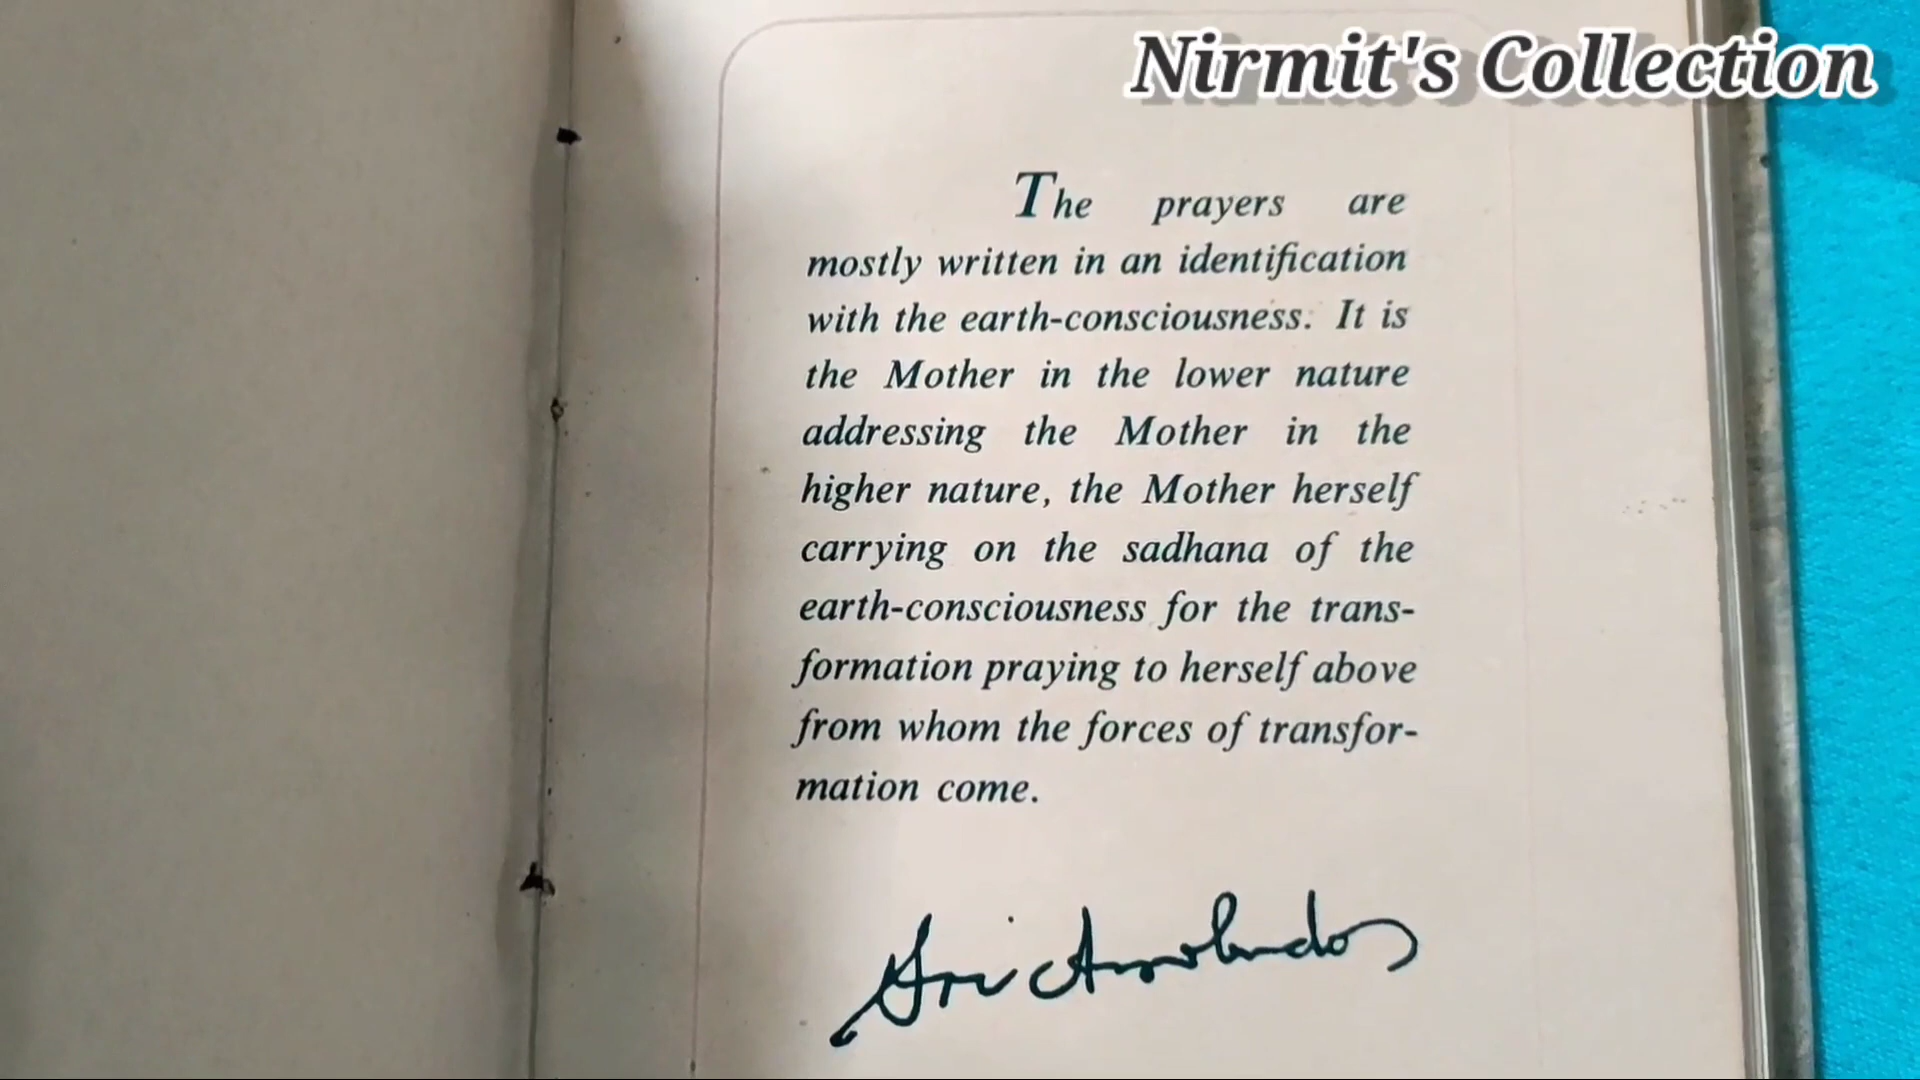 Nirmit's Collection
The prayers are
mostly written in an identification
with the earth-consciousness. It is
the Mother in the lower nature
addressing the Mother in the
higher nature, the Mother herself
carrying on the sadhana of the
earth-consciousness for the trans-
formation praying to herself above
from whom the forces of transfor-
mation come.
Sri Aurobindo